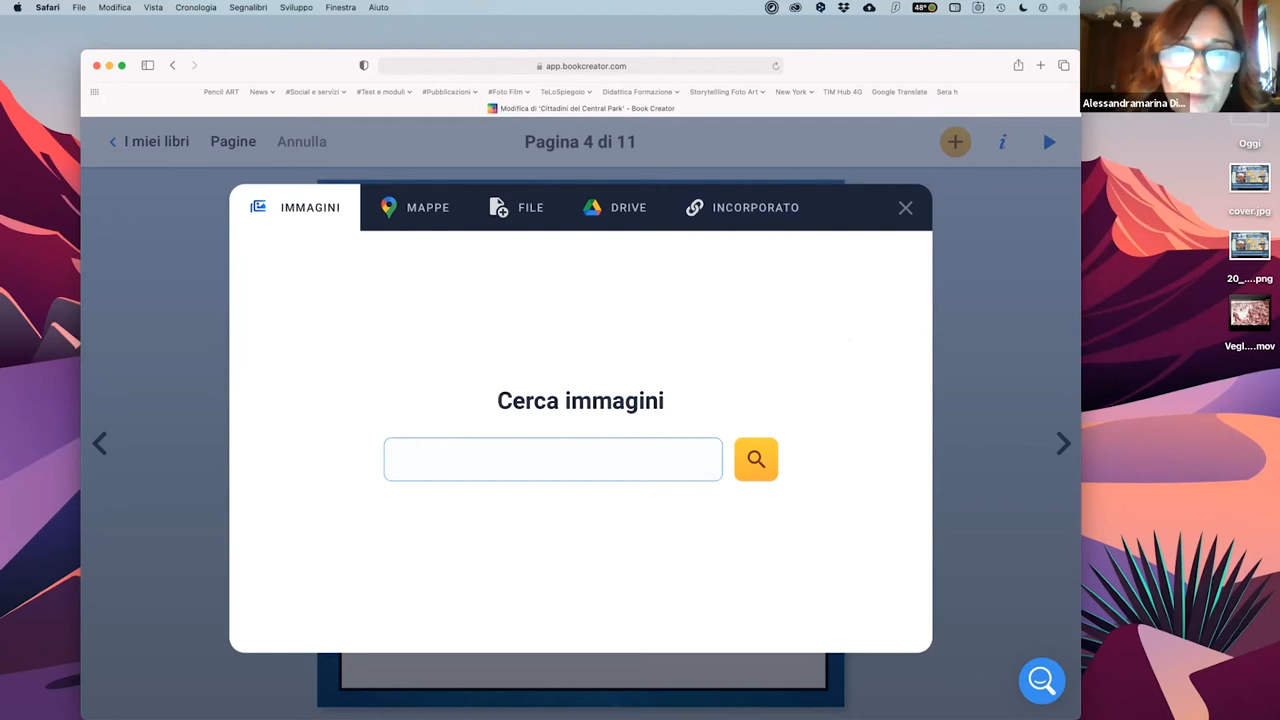 Safari File Modifica Vista Cronologia Segnalibri Sviluppo Finestra Aiuto
48°
app.bookcreator.com
Pencil ART News #Social e servizi #Test e moduli #Pubblicazioni #Foto Film TeLoSpiegolo Didattica Formazione Storytelling Foto Art New York TIM Hub 4G Google Translate Sera h
Modifica di 'Cittadini del Central Park' - Book Creator
Alessandramarina Di...
I miei libri Pagine Annulla Pagina 4 di 11
IMMAGINI MAPPE FILE DRIVE INCORPORATO
Cerca immagini
Oggi
cover.jpg
20_....png
Vegl....mov